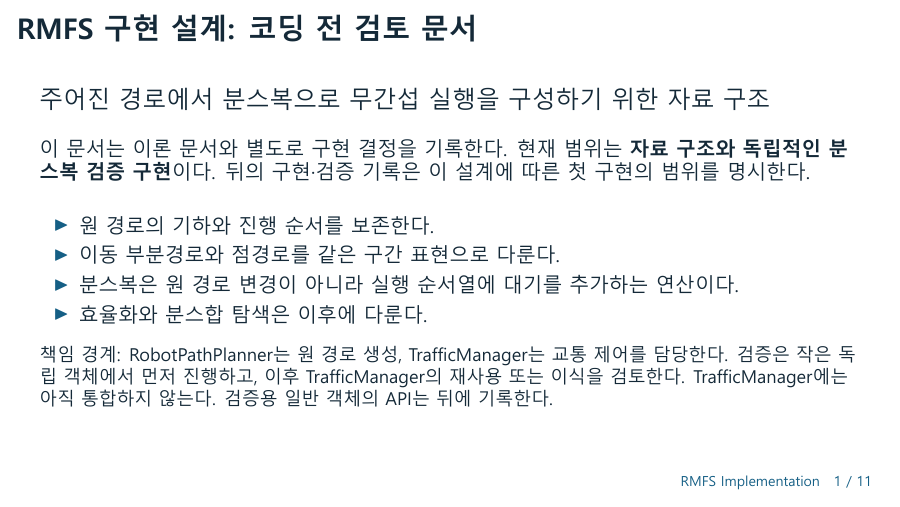 RMFS 구현 설계: 코딩 전 검토 문서
주어진 경로에서 분스복으로 무간섭 실행을 구성하기 위한 자료 구조
이 문서는 이론 문서와 별도로 구현 결정을 기록한다. 현재 범위는 자료 구조와 독립적인 분
스복 검증 구현이다. 뒤의 구현·검증 기록은 이 설계에 따른 첫 구현의 범위를 명시한다.
▶ 원 경로의 기하와 진행 순서를 보존한다.
▶ 이동 부분경로와 점경로를 같은 구간 표현으로 다룬다.
▶ 분스복은 원 경로 변경이 아니라 실행 순서열에 대기를 추가하는 연산이다.
▶ 효율화와 분스합 탐색은 이후에 다룬다.
책임 경계: RobotPathPlanner는 원 경로 생성, TrafficManager는 교통 제어를 담당한다. 검증은 작은 독
립 객체에서 먼저 진행하고, 이후 TrafficManager의 재사용 또는 이식을 검토한다. TrafficManager에는
아직 통합하지 않는다. 검증용 일반 객체의 API는 뒤에 기록한다.
RMFS Implementation 1 / 11